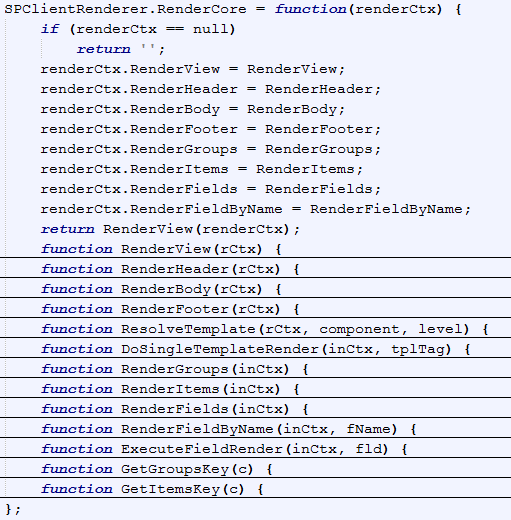 SPClientRenderer.RenderCore = function(renderCtx) {
if (renderCtx == null)
return '';
renderCtx.RenderView = RenderView;
renderCtx.RenderHeader = RenderHeader;
renderCtx.RenderBody = RenderBody;
renderCtx.RenderFooter = RenderFooter;
renderCtx.RenderGroups = RenderGroups;
renderCtx.RenderItems = RenderItems;
renderCtx.RenderFields = RenderFields;
renderCtx.RenderFieldByName = RenderFieldByName;
return RenderView(renderCtx);
function RenderView(rCtx) {
function RenderHeader(rCtx) {
function RenderBody(rCtx) {
function RenderFooter(rCtx) {
function ResolveTemplate(rCtx, component, level) {
function DoSingleTemplateRender(inCtx, tplTag) {
function RenderGroups(inCtx) {
function RenderItems(inCtx) {
function RenderFields(inCtx) {
function RenderFieldByName(inCtx, fName) {
function ExecuteFieldRender(inCtx, fld) {
function GetGroupsKey(c) {
function GetItemsKey(c) {
};